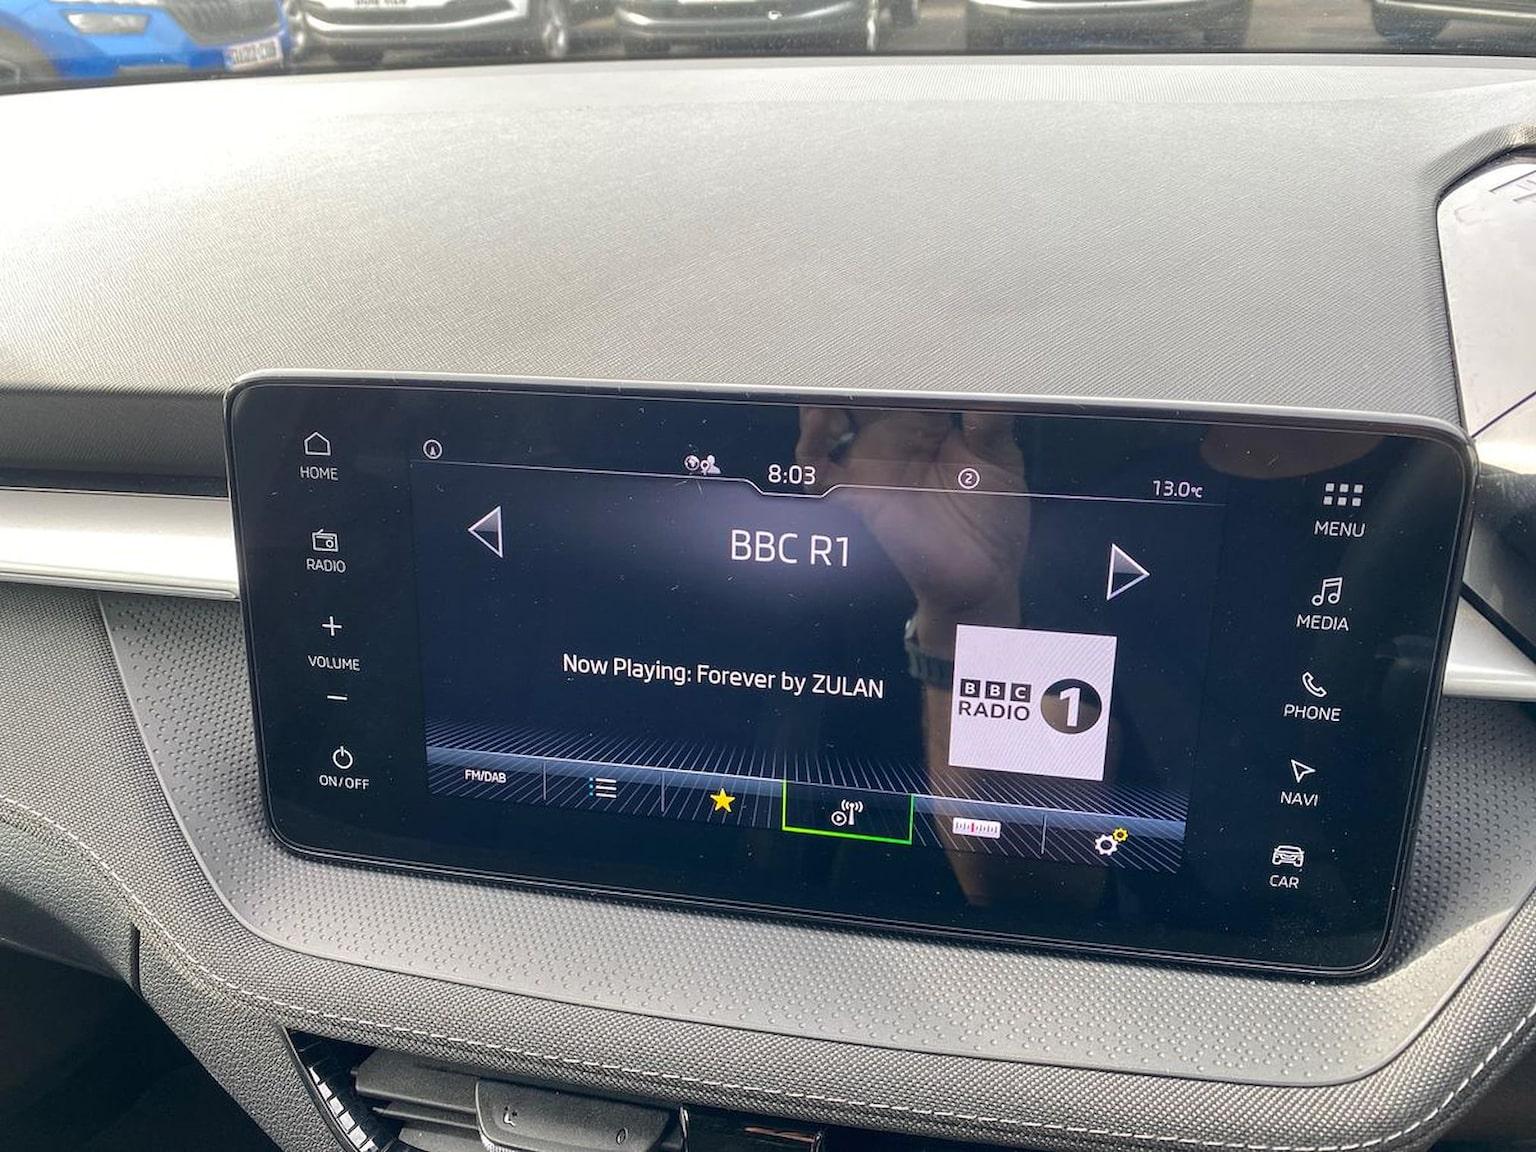 HOME
RADIO
VOLUME
ON/OFF
8:03
2
13.0°C
BBC R1
Now Playing: Forever by ZULAN
BBC
RADIO 1
FM/DAB
MENU
MEDIA
PHONE
NAVI
CAR